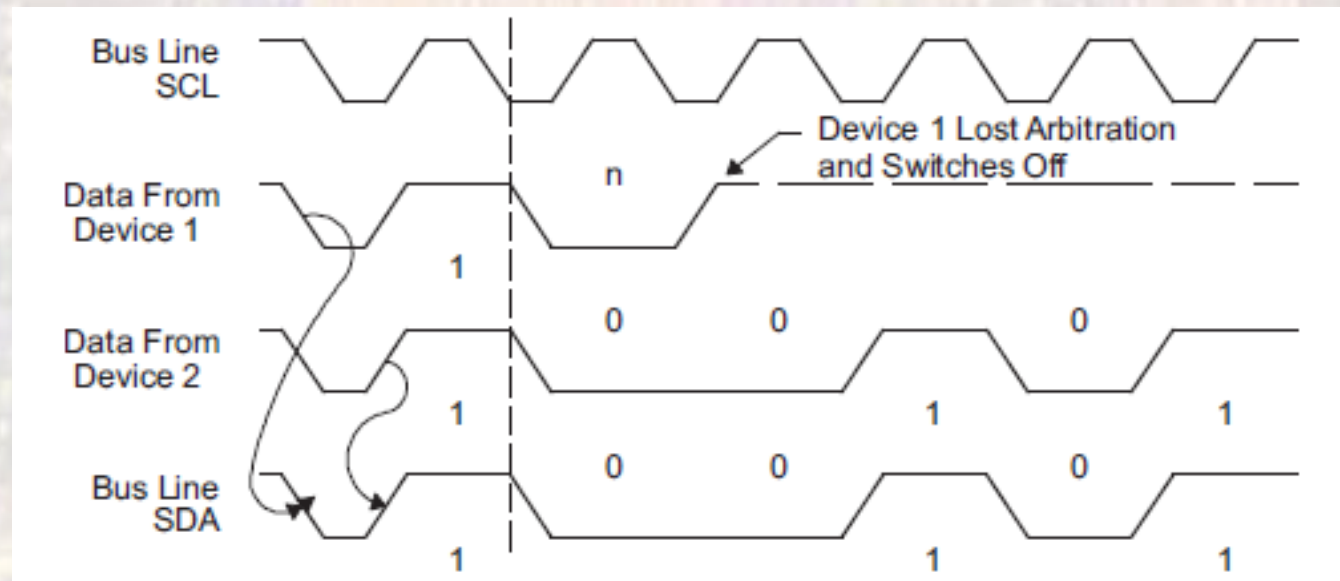 Bus Line
SCL
Device 1 Lost Arbitration
and Switches Off
n
Data From
Device 1
1
0 0 0
Data From
Device 2
1 1 1
0 0 0
Bus Line
SDA
1 1 1